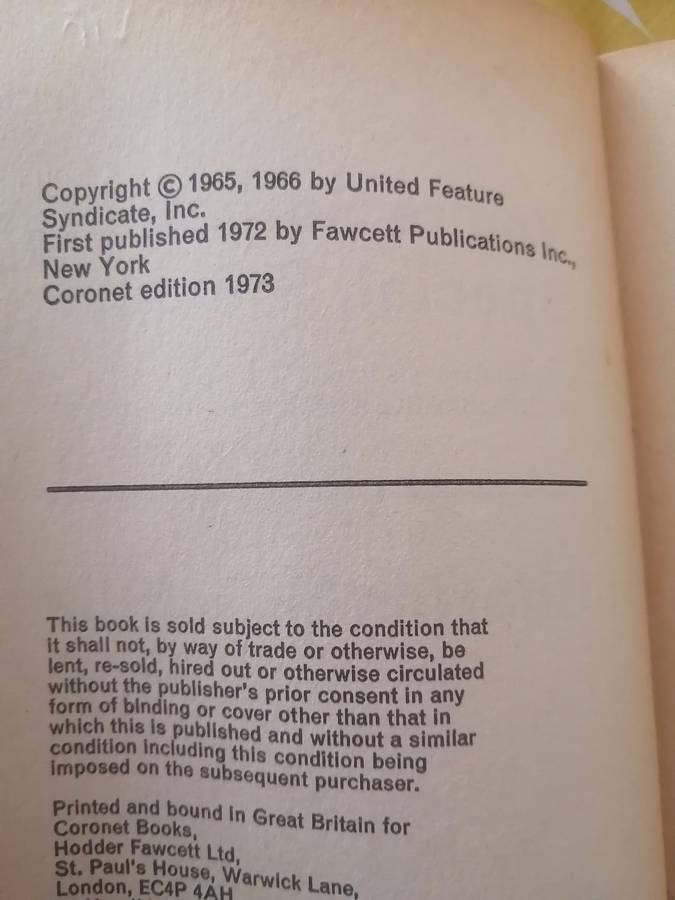 Copyright © 1965, 1966 by United Feature
Syndicate, Inc.
First published 1972 by Fawcett Publications Inc.,
New York
Coronet edition 1973
This book is sold subject to the condition that
it shall not, by way of trade or otherwise, be
lent, re-sold, hired out or otherwise circulated
without the publisher's prior consent in any
form of binding or cover other than that in
which this is published and without a similar
condition including this condition being
imposed on the subsequent purchaser.
Printed and bound in Great Britain for
Coronet Books,
Hodder Fawcett Ltd,
St. Paul's House, Warwick Lane,
London, EC4P 4AH